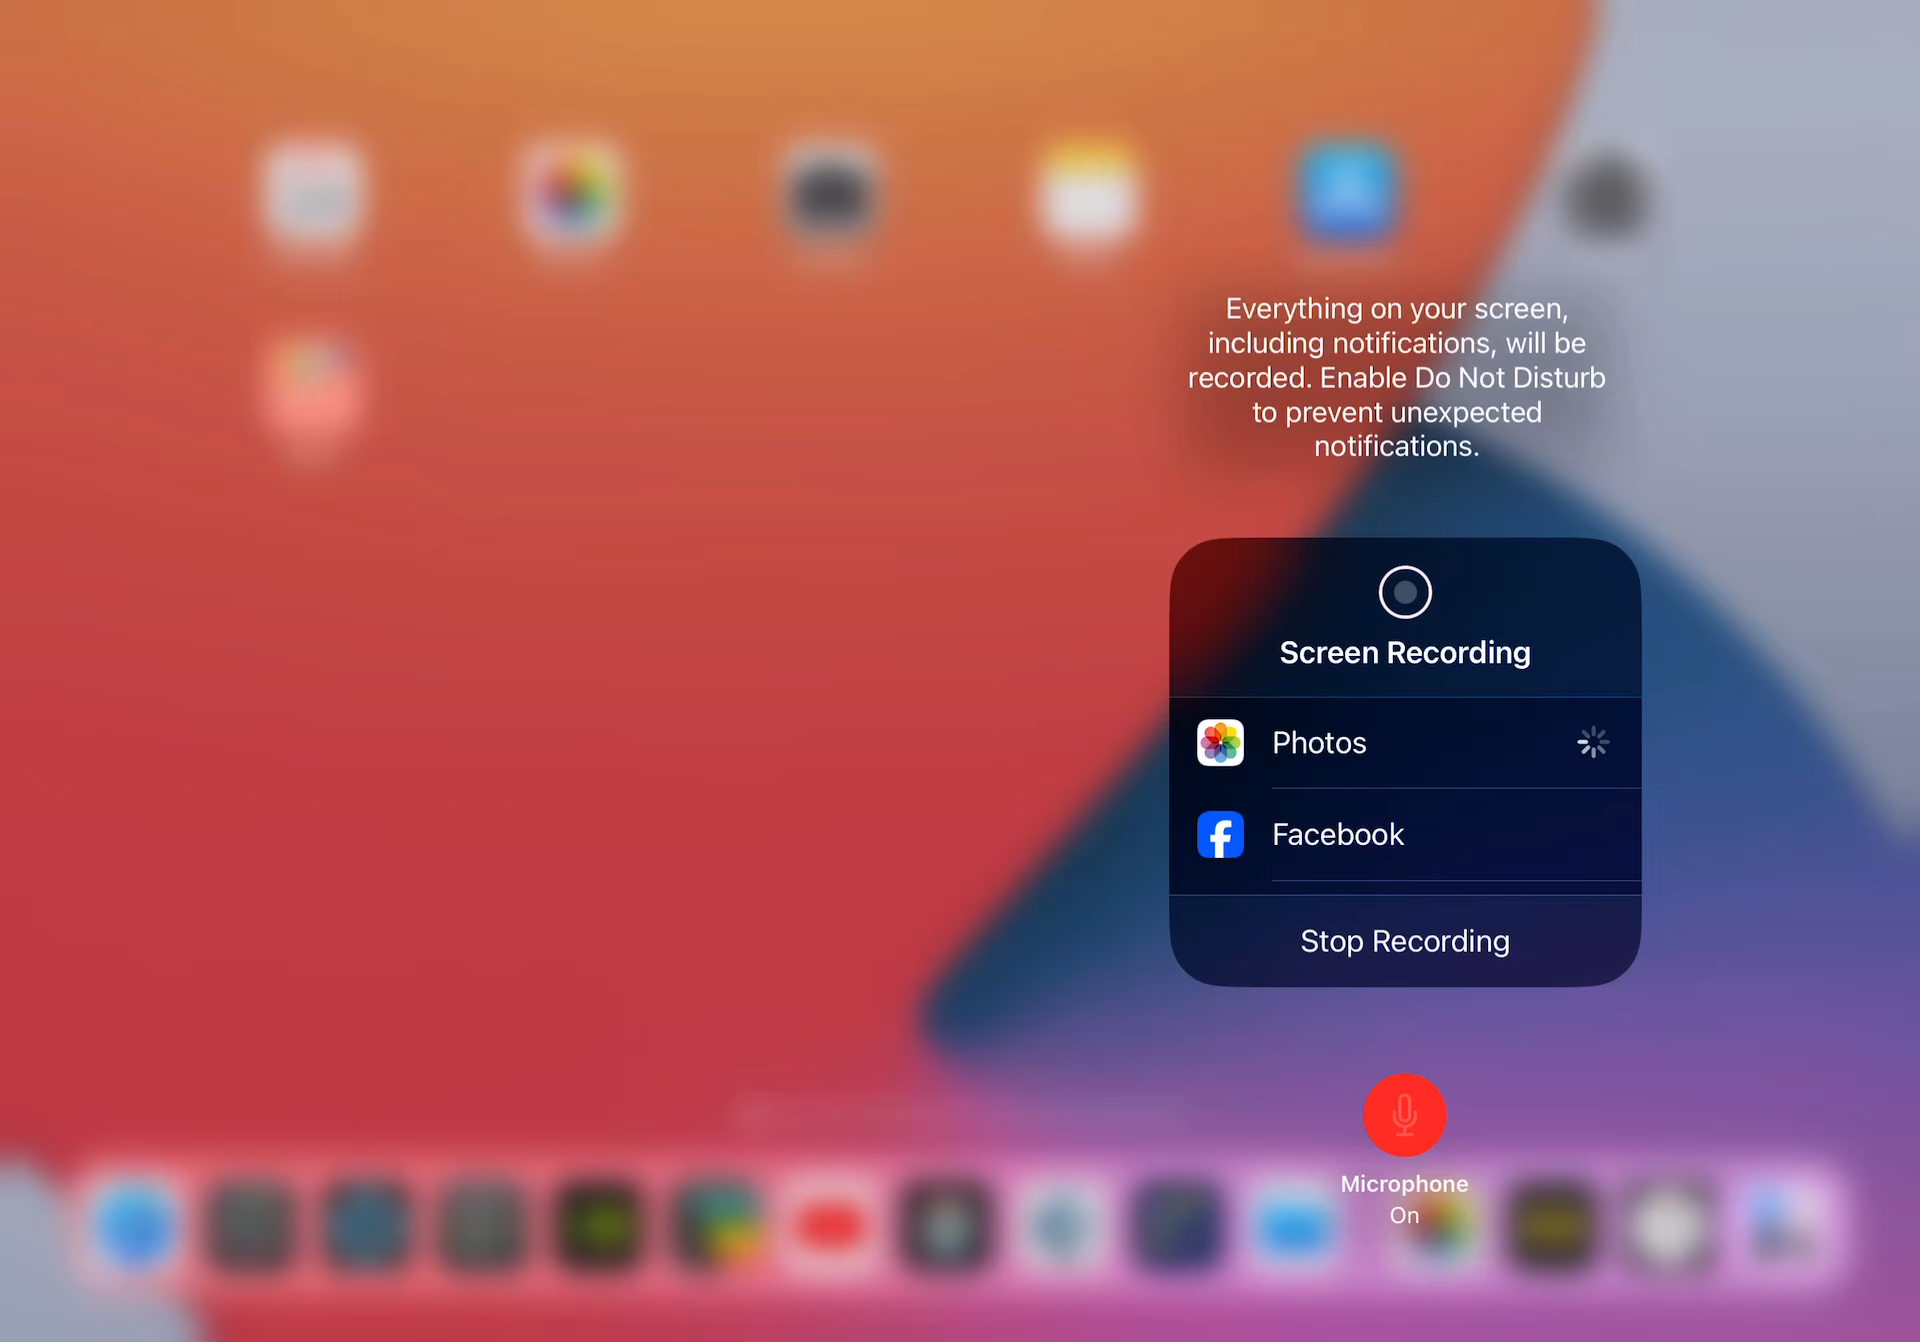 Everything on your screen,
including notifications, will be
recorded. Enable Do Not Disturb
to prevent unexpected
notifications.
Screen Recording
Photos
Facebook
Stop Recording
Microphone
On